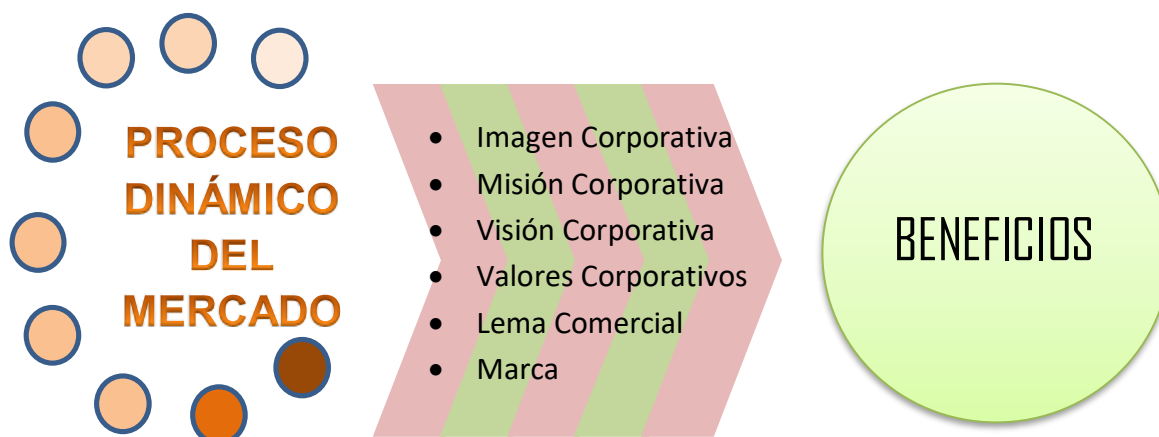 PROCESO
DINÁMICO
DEL
MERCADO
• Imagen Corporativa
• Misión Corporativa
• Visión Corporativa
• Valores Corporativos
• Lema Comercial
• Marca
BENEFICIOS